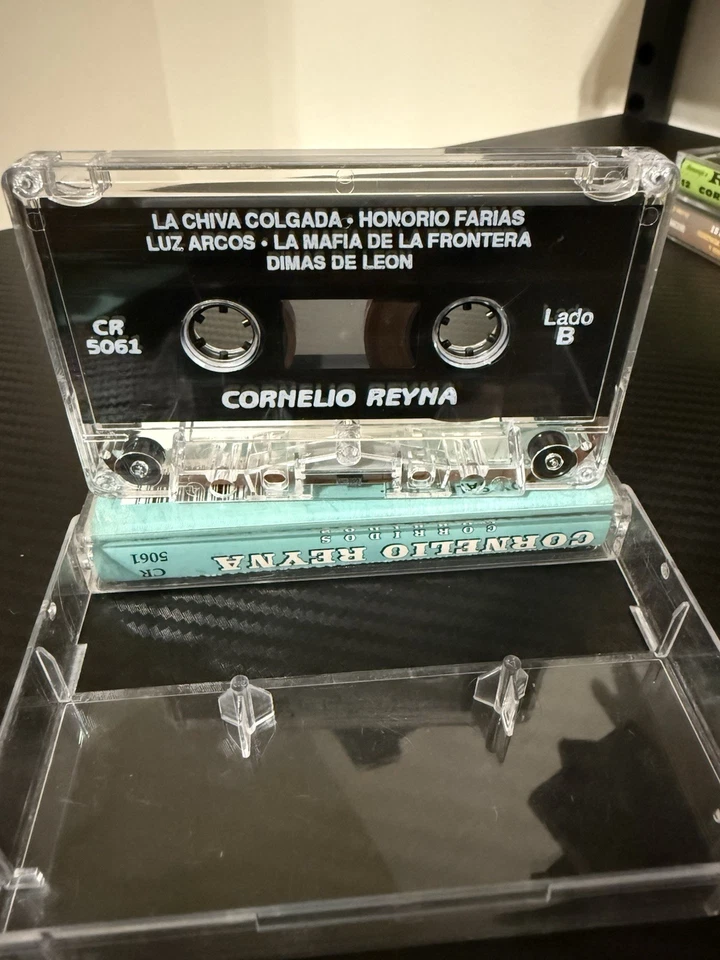 LA CHIVA COLGADA • HONORIO FARIAS
LUZ ARCOS • LA MAFIA DE LA FRONTERA
DIMAS DE LEON
CR
5061
Lado
B
CORNELIO REYNA
CORNELIO REYNA
CORRIDOS
CR
5061